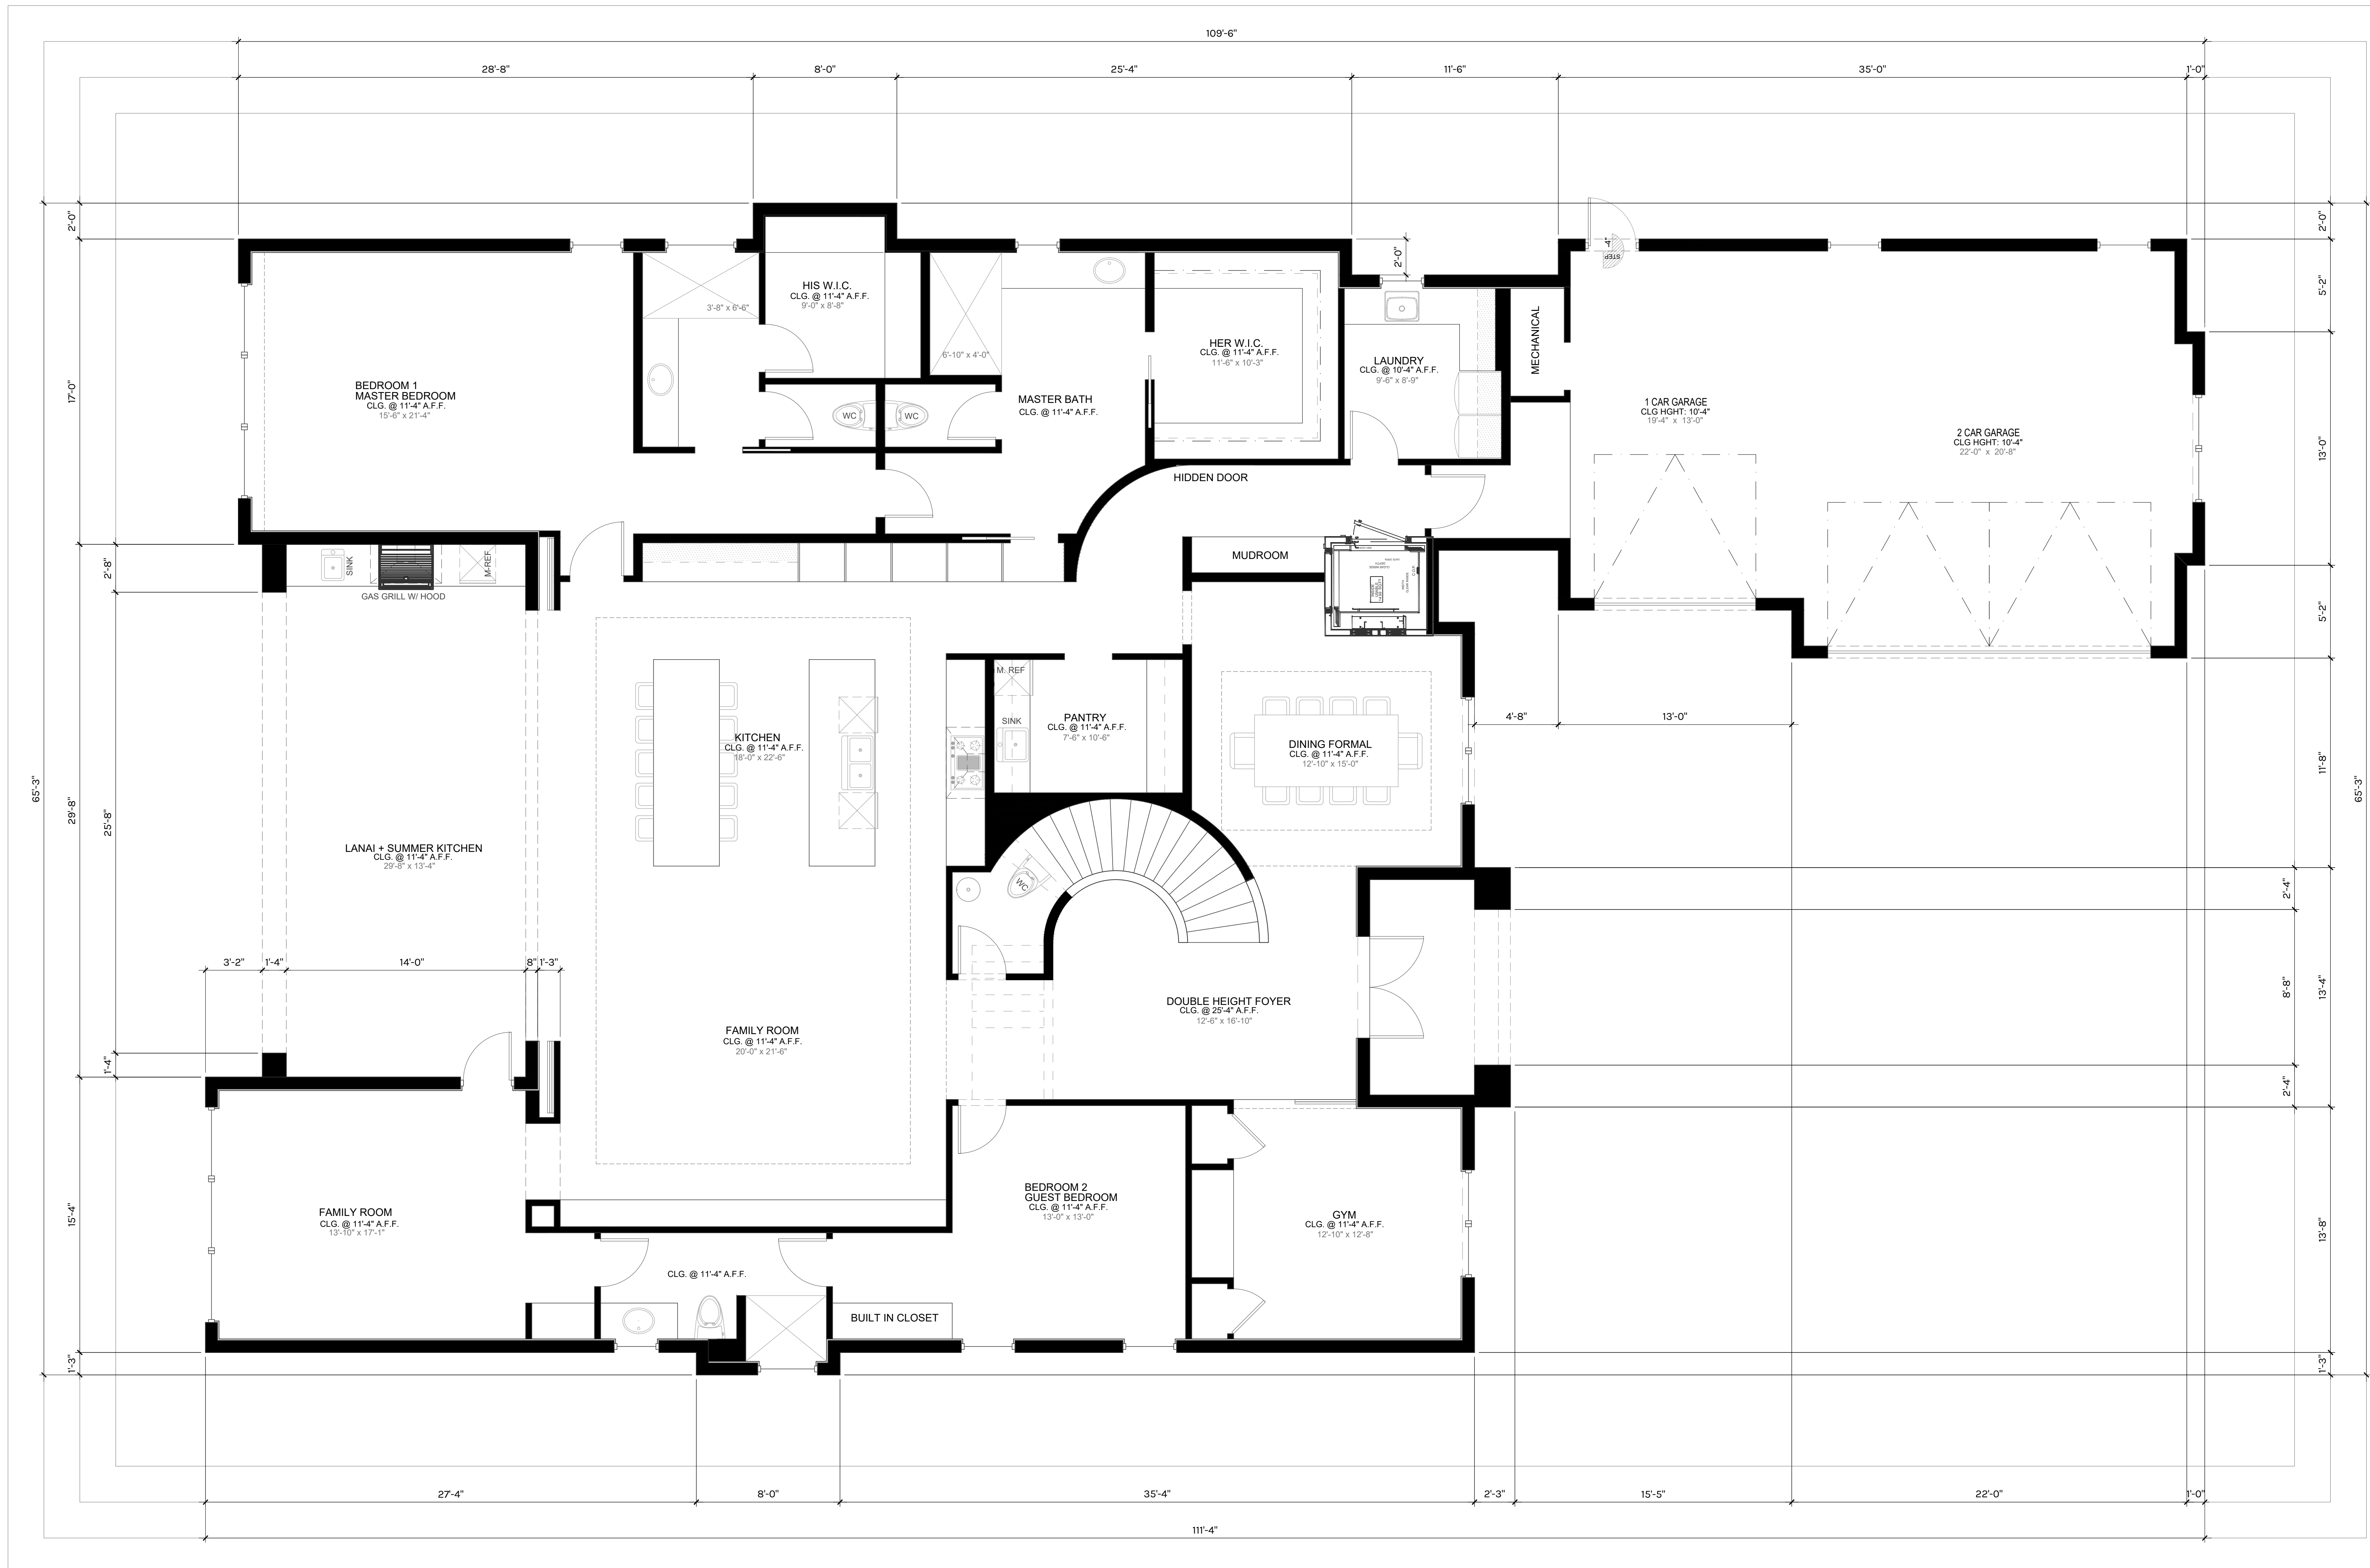 109'-6"
28'-8"
8'-0"
25'-4"
11'-6"
35'-0"
1'-0"
2'-0"
2'-0"
2'-0"
STEP
-4"
HIS W.I.C.
CLG. @ 11'-4" A.F.F.
9'-0" x 8'-8"
3'-8" x 6'-6"
5'-2"
6'-10" x 4'-0"
HER W.I.C.
CLG. @ 11'-4" A.F.F.
11'-6" x 10'-3"
LAUNDRY
CLG. @ 10'-4" A.F.F.
9'-6" x 8'-9"
MECHANICAL
17'-0"
BEDROOM 1
MASTER BEDROOM
CLG. @ 11'-4" A.F.F.
15'-6" x 21'-4"
WC
WC
MASTER BATH
CLG. @ 11'-4" A.F.F.
1 CAR GARAGE
CLG HGHT: 10'-4"
19'-4" x 13'-0"
2 CAR GARAGE
CLG HGHT: 10'-4"
22'-0" x 20'-8"
13'-0"
HIDDEN DOOR
MUDROOM
2'-8"
SINK
M-REF
GAS GRILL W/ HOOD
5'-2"
M. REF
SINK
PANTRY
CLG. @ 11'-4" A.F.F.
7'-6" x 10'-6"
KITCHEN
CLG. @ 11'-4" A.F.F.
18'-0" x 22'-6"
DINING FORMAL
CLG. @ 11'-4" A.F.F.
12'-10" x 15'-0"
4'-8"
13'-0"
11'-8"
65'-3"
29'-8"
25'-8"
65'-3"
LANAI + SUMMER KITCHEN
CLG. @ 11'-4" A.F.F.
29'-8" x 13'-4"
WC
2'-4"
3'-2"
1'-4"
14'-0"
8"
1'-3"
8'-8"
13'-4"
DOUBLE HEIGHT FOYER
CLG. @ 25'-4" A.F.F.
12'-6" x 16'-10"
FAMILY ROOM
CLG. @ 11'-4" A.F.F.
20'-0" x 21'-6"
1'-4"
2'-4"
15'-4"
FAMILY ROOM
CLG. @ 11'-4" A.F.F.
13'-10" x 17'-1"
BEDROOM 2
GUEST BEDROOM
CLG. @ 11'-4" A.F.F.
13'-0" x 13'-0"
GYM
CLG. @ 11'-4" A.F.F.
12'-10" x 12'-8"
13'-8"
CLG. @ 11'-4" A.F.F.
BUILT IN CLOSET
1'-3"
1'-3"
27'-4"
8'-0"
35'-4"
2'-3"
15'-5"
22'-0"
1'-0"
111'-4"